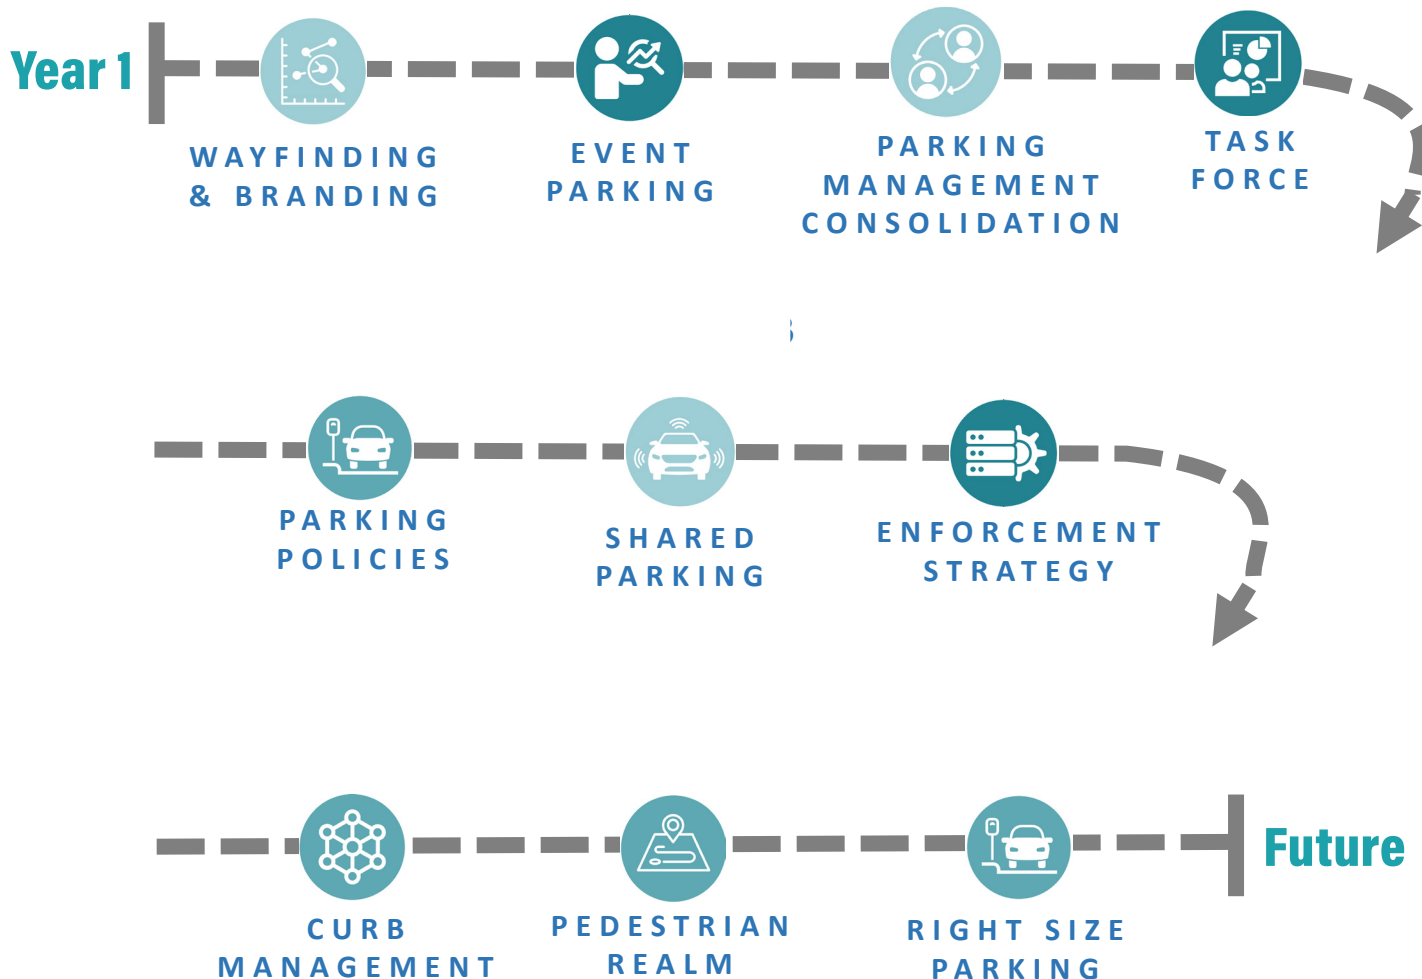 Year 1
WAYFINDING
& BRANDING
EVENT
PARKING
PARKING
MANAGEMENT
CONSOLIDATION
TASK
FORCE
PARKING
POLICIES
SHARED
PARKING
ENFORCEMENT
STRATEGY
CURB
MANAGEMENT
PEDESTRIAN
REALM
RIGHT SIZE
PARKING
Future